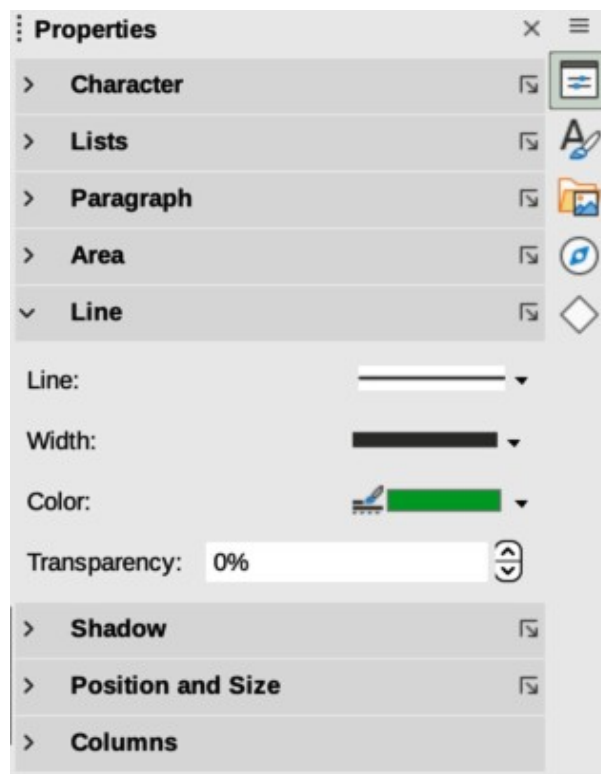 Properties
Character
Lists
Paragraph
Area
Line
Line:
Width:
Color:
Transparency: 0%
Shadow
Position and Size
Columns